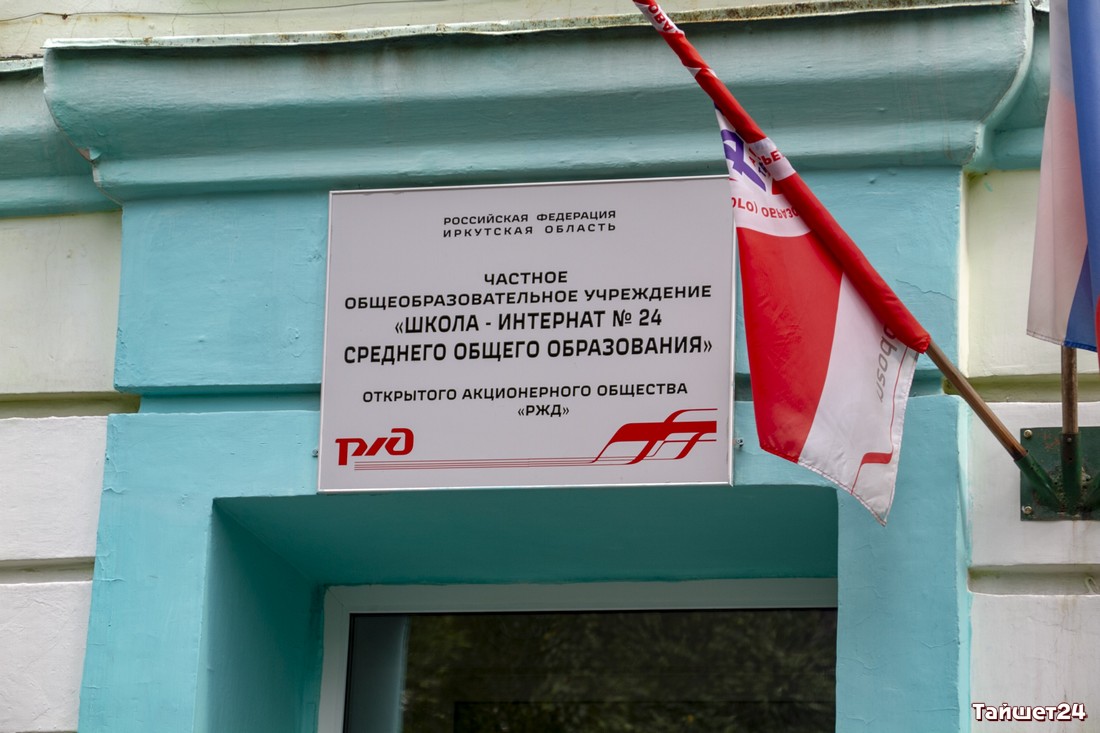 РОССИЙСКАЯ ФЕДЕРАЦИЯ
ИРКУТСКАЯ ОБЛАСТЬ
ЧАСТНОЕ
ОБЩЕОБРАЗОВАТЕЛЬНОЕ УЧРЕЖДЕНИЕ
«ШКОЛА - ИНТЕРНАТ № 24
СРЕДНЕГО ОБЩЕГО ОБРАЗОВАНИЯ»
ОТКРЫТОГО АКЦИОНЕРНОГО ОБЩЕСТВА
«РЖД»
РЖД
Тайшет24